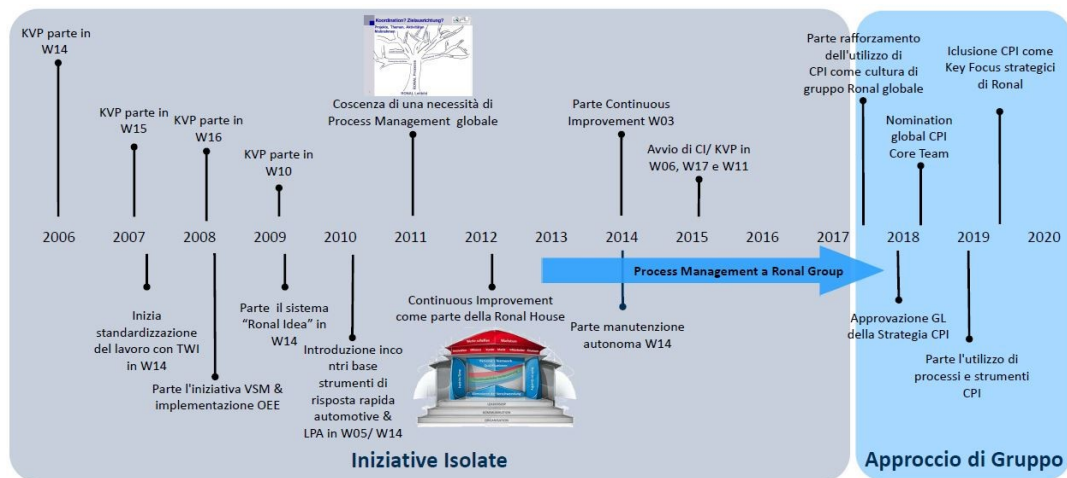 KVP parte in
W14
KVP parte in
W15
KVP parte in
W16
KVP parte in
W10
Koordination? Zielausrichtung?
Projekte, Themen, Aktivitäten
Coscenza di una necessità di
Process Management globale
Parte Continuous
Improvement W03
Avvio di CI/ KVP in
W06, W17 e W11
Parte rafforzamento
dell'utilizzo di
CPI come cultura di
gruppo Ronal globale
Nomination
global CPI
Core Team
Iclusione CPI come
Key Focus strategici
di Ronal
2006 2007 2008 2009 2010 2011 2012 2013 2014 2015 2016 2017 2018 2019 2020
Process Management a Ronal Group
Inizia
standardizzazione
del lavoro con TWI
in W14
Parte l'iniziativa VSM &
implementazione OEE
Parte il sistema
“Ronal Idea” in
W14
Introduzione inco
ntri base
strumenti di
risposta rapida
automotive &
LPA in W05/ W14
Continuous Improvement
come parte della Ronal House
Parte manutenzione
autonoma W14
Approvazione GL
della Strategia CPI
Parte l'utilizzo di
processi e strumenti
CPI
Iniziative Isolate
Approccio di Gruppo